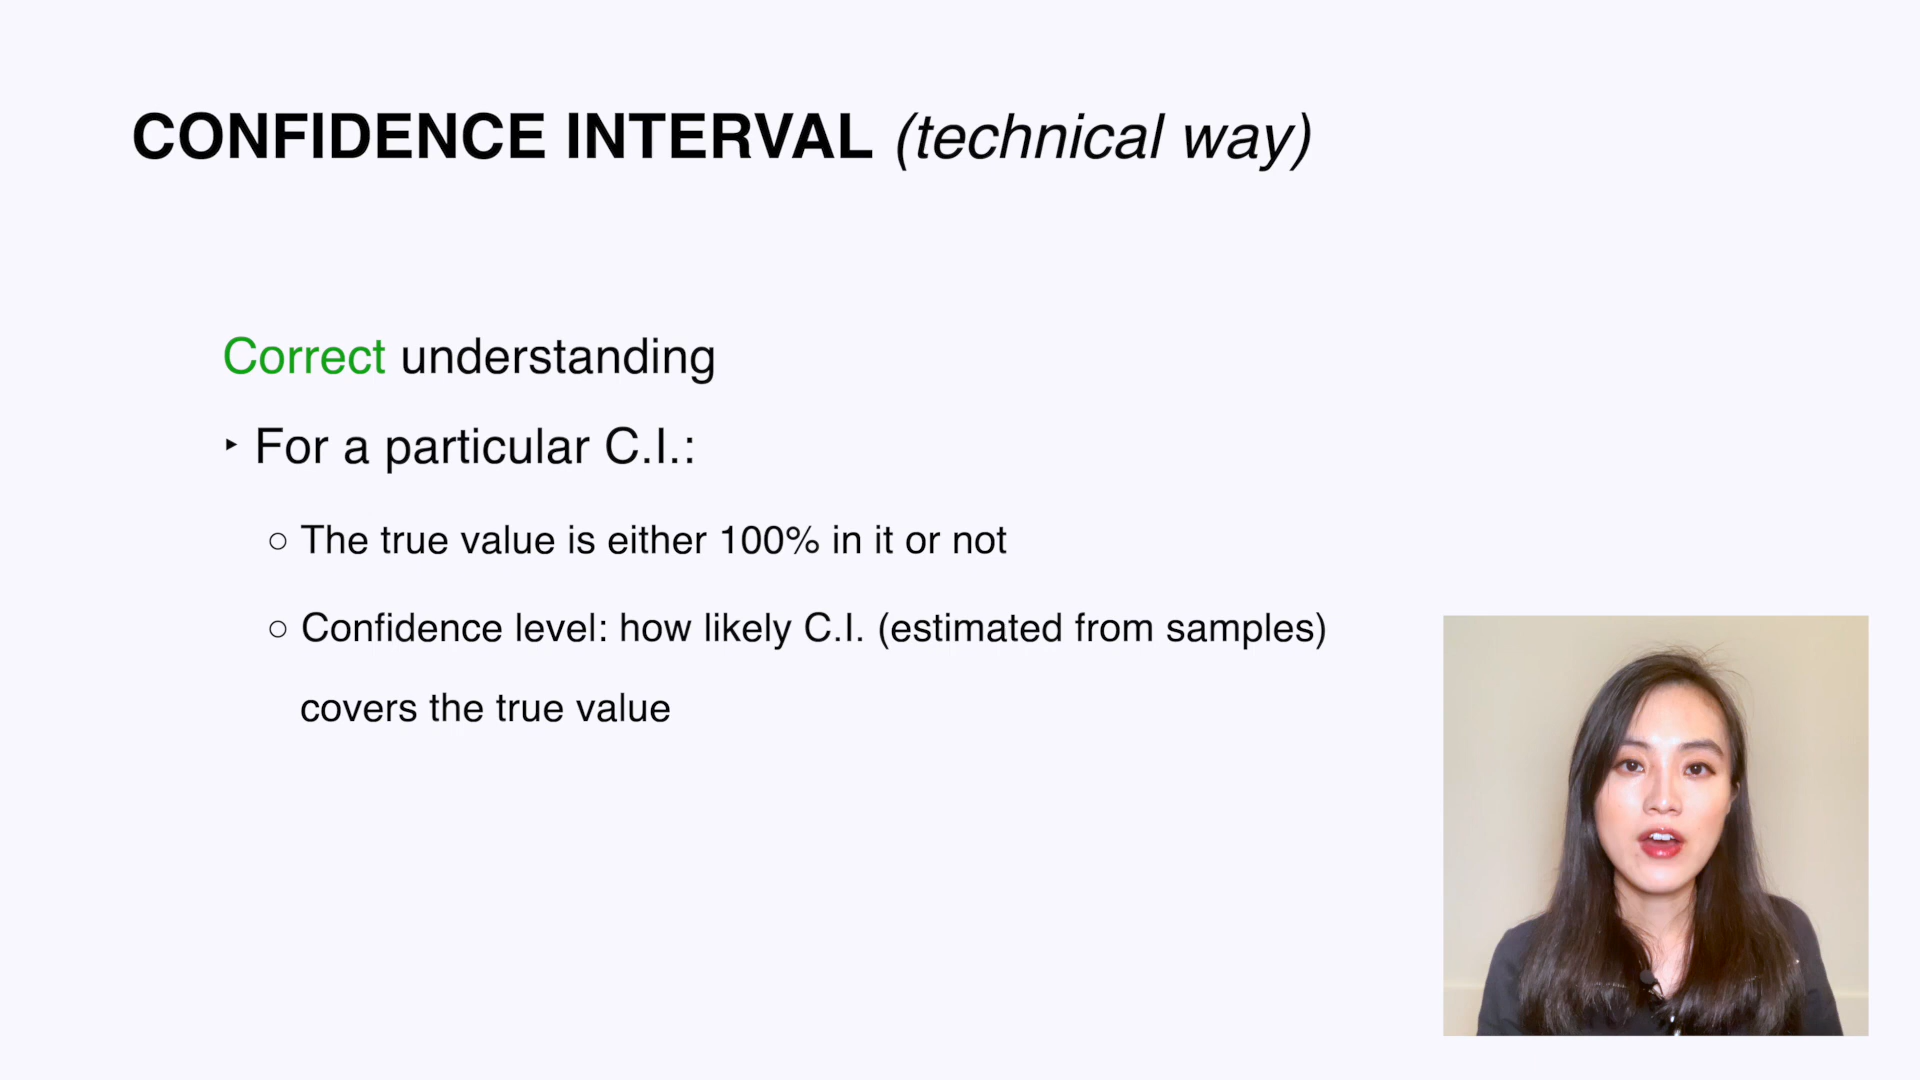 CONFIDENCE INTERVAL (technical way)
Correct understanding
‣ For a particular C.I.:
○ The true value is either 100% in it or not
○ Confidence level: how likely C.I. (estimated from samples)
covers the true value